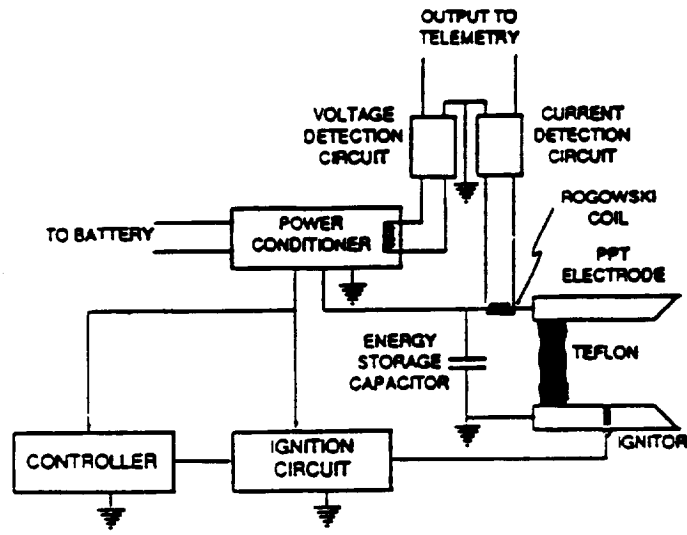 OUTPUT TO
TELEMETRY
VOLTAGE
DETECTION
CIRCUIT
CURRENT
DETECTION
CIRCUIT
ROGOWSKI
COIL
TO BATTERY
POWER
CONDITIONER
PPT
ELECTRODE
ENERGY
STORAGE
CAPACITOR
TEFLON
CONTROLLER
IGNITION
CIRCUIT
IGNITOR